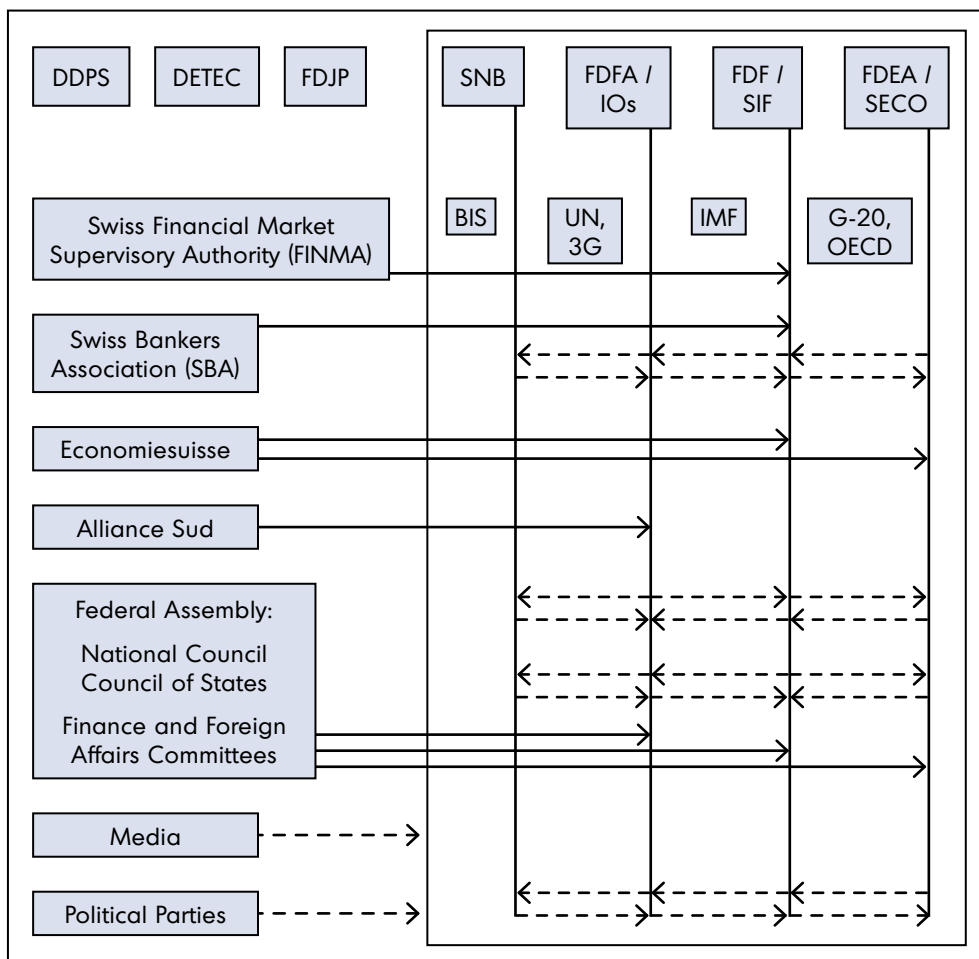 DDPS
DETEC
FDJP
SNB
FDFA /
IOs
FDF /
SIF
FDEA /
SECO
Swiss Financial Market
Supervisory Authority (FINMA)
BIS
UN,
3G
IMF
G-20,
OECD
Swiss Bankers
Association (SBA)
Economiesuisse
Alliance Sud
Federal Assembly:
National Council
Council of States
Finance and Foreign
Affairs Committees
Media
Political Parties